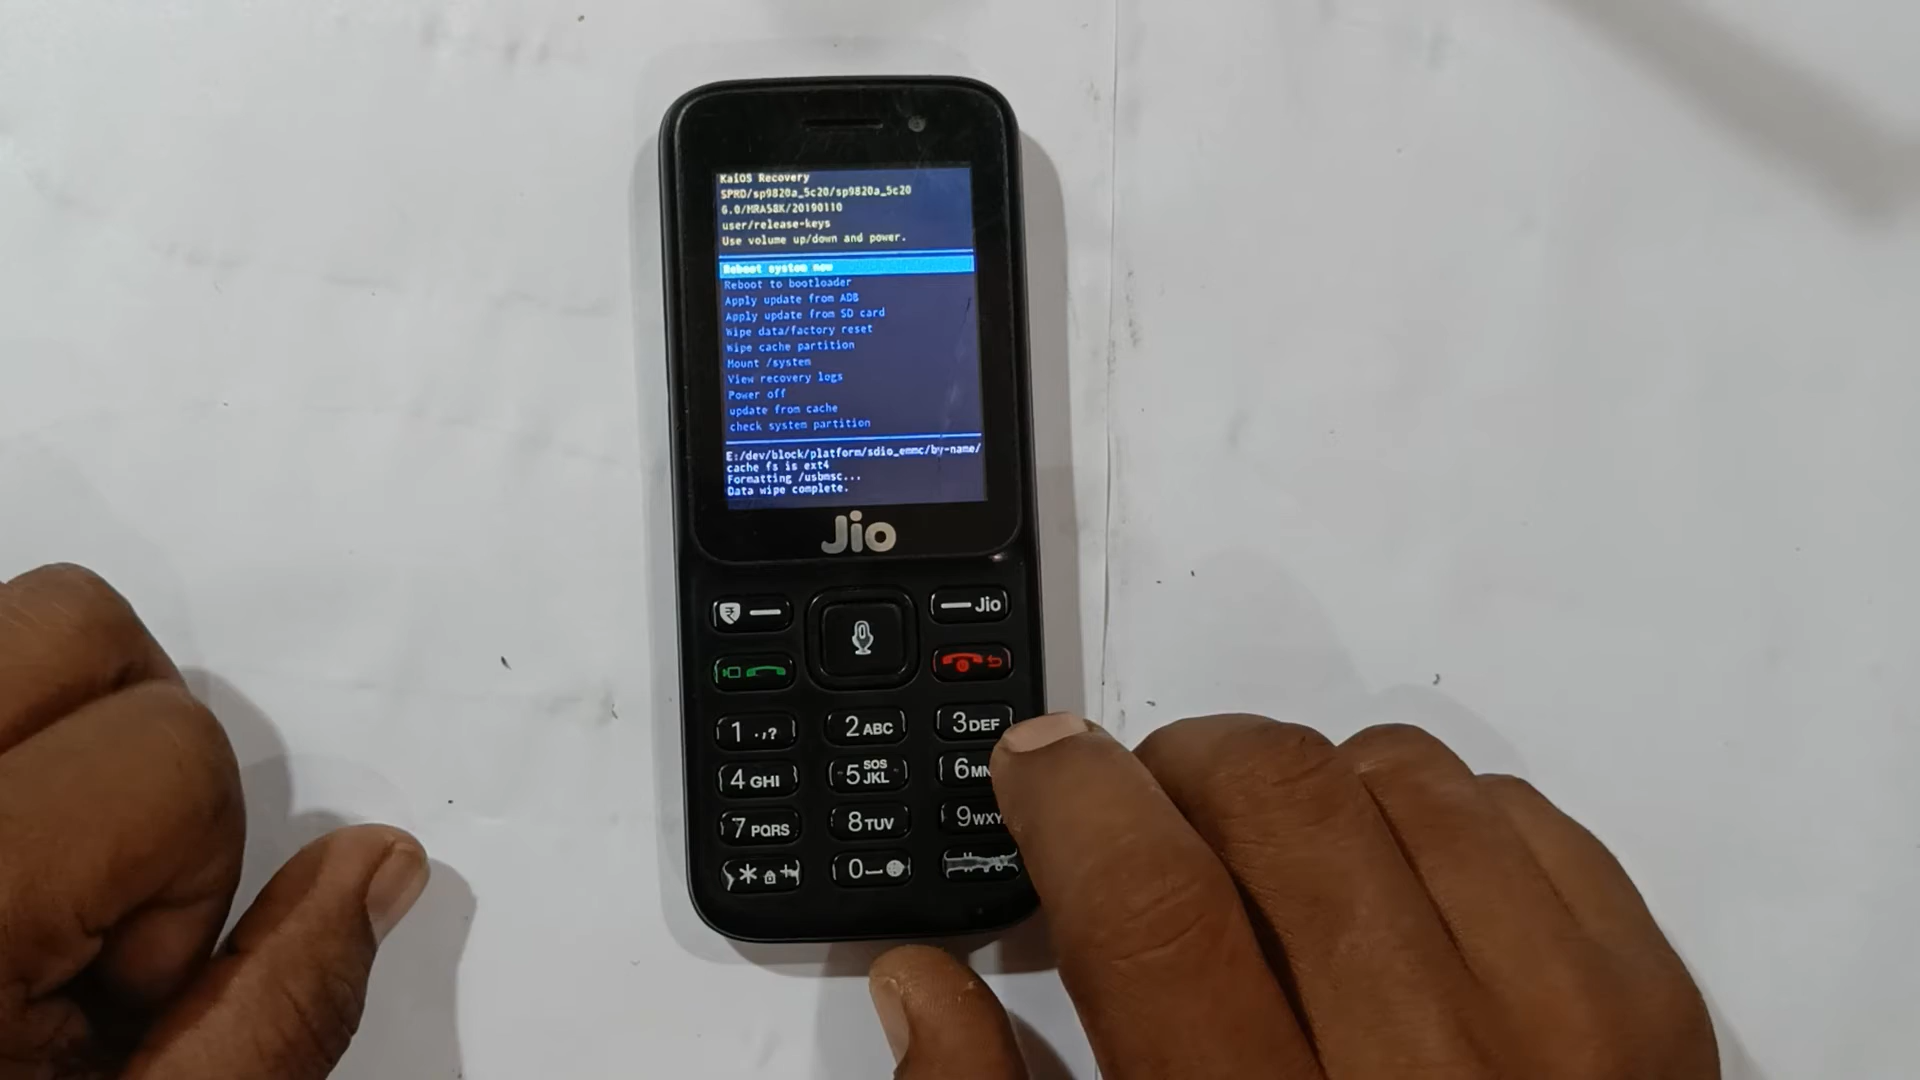 KaiOS Recovery
SPRD/sp9820a_5c20/sp9820a_5c20
6.0/MRA58K/20190110
user/release-keys
Use volume up/down and power.
Reboot system now
Reboot to bootloader
Apply update from ADB
Apply update from SD card
Wipe data/factory reset
Wipe cache partition
Mount /system
View recovery logs
Power off
update from cache
check system partition
E:/dev/block/platform/sdio_emmc/by-name/
cache fs is ext4
Formatting /usbmsc...
Data wipe complete.
Jio
Jio
1 .,?
2 ABC
3 DEF
4 GHI
5 SOS JKL
6 MN
7 PQRS
8 TUV
9 WXY
* +
0